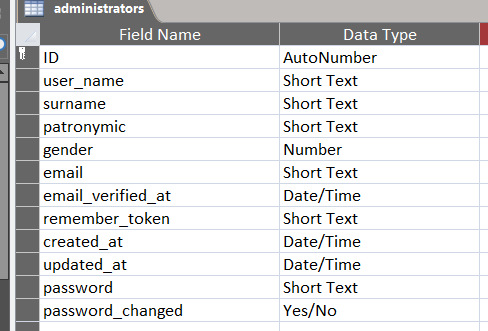 administrators
Field Name Data Type
ID AutoNumber
user_name Short Text
surname Short Text
patronymic Short Text
gender Number
email Short Text
email_verified_at Date/Time
remember_token Short Text
created_at Date/Time
updated_at Date/Time
password Short Text
password_changed Yes/No